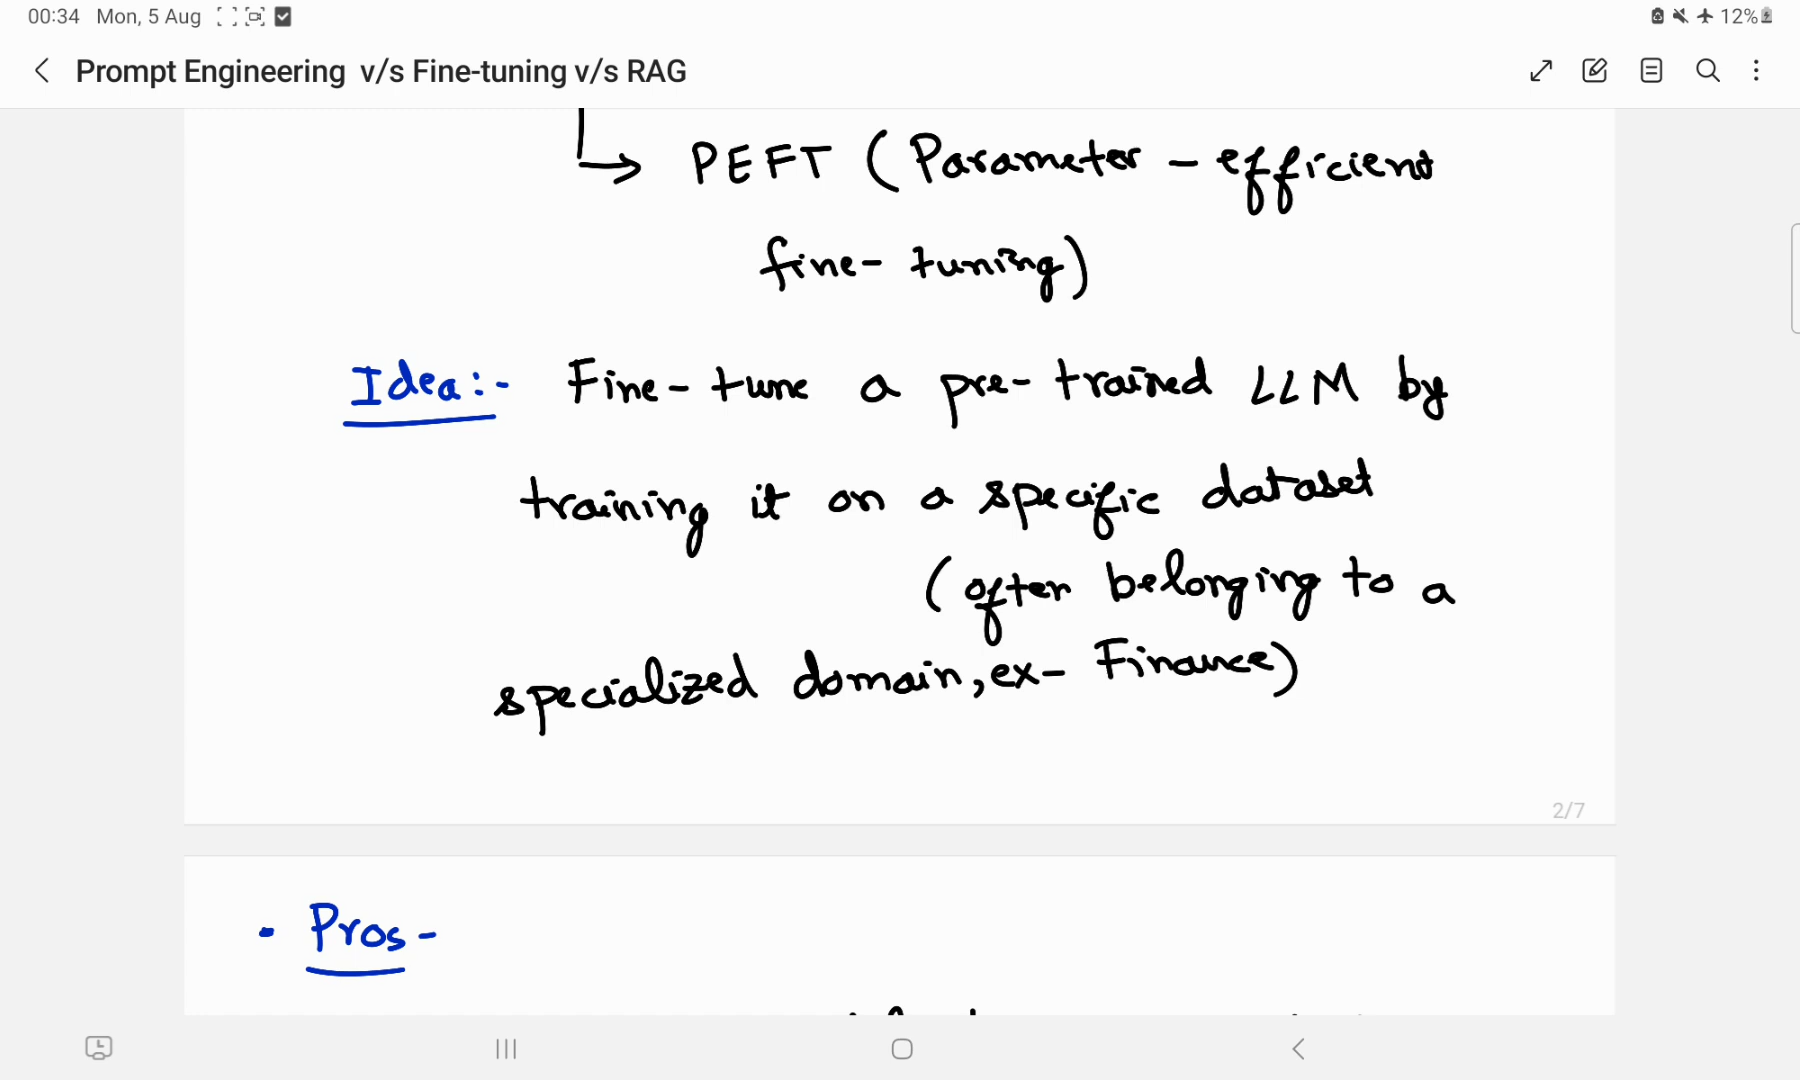 00:34 Mon, 5 Aug 12%
Prompt Engineering v/s Fine-tuning v/s RAG
PEFT (Parameter - efficient
fine- tuning)
Idea:- Fine- tune a pre- trained LLM by
training it on a specific dataset
(often belonging to a
specialized domain, ex- Finance)
2/7
- Pros -